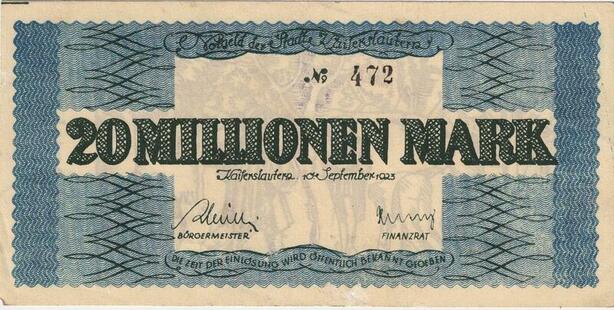 Notgeld der Stadt Kaiserslautern
No 472
20 MILLIONEN MARK
Kaiserslautern, 10. September 1923
BÜRGERMEISTER
FINANZRAT
DIE ZEIT DER EINLÖSUNG WIRD ÖFFENTLICH BEKANNT GEGEBEN